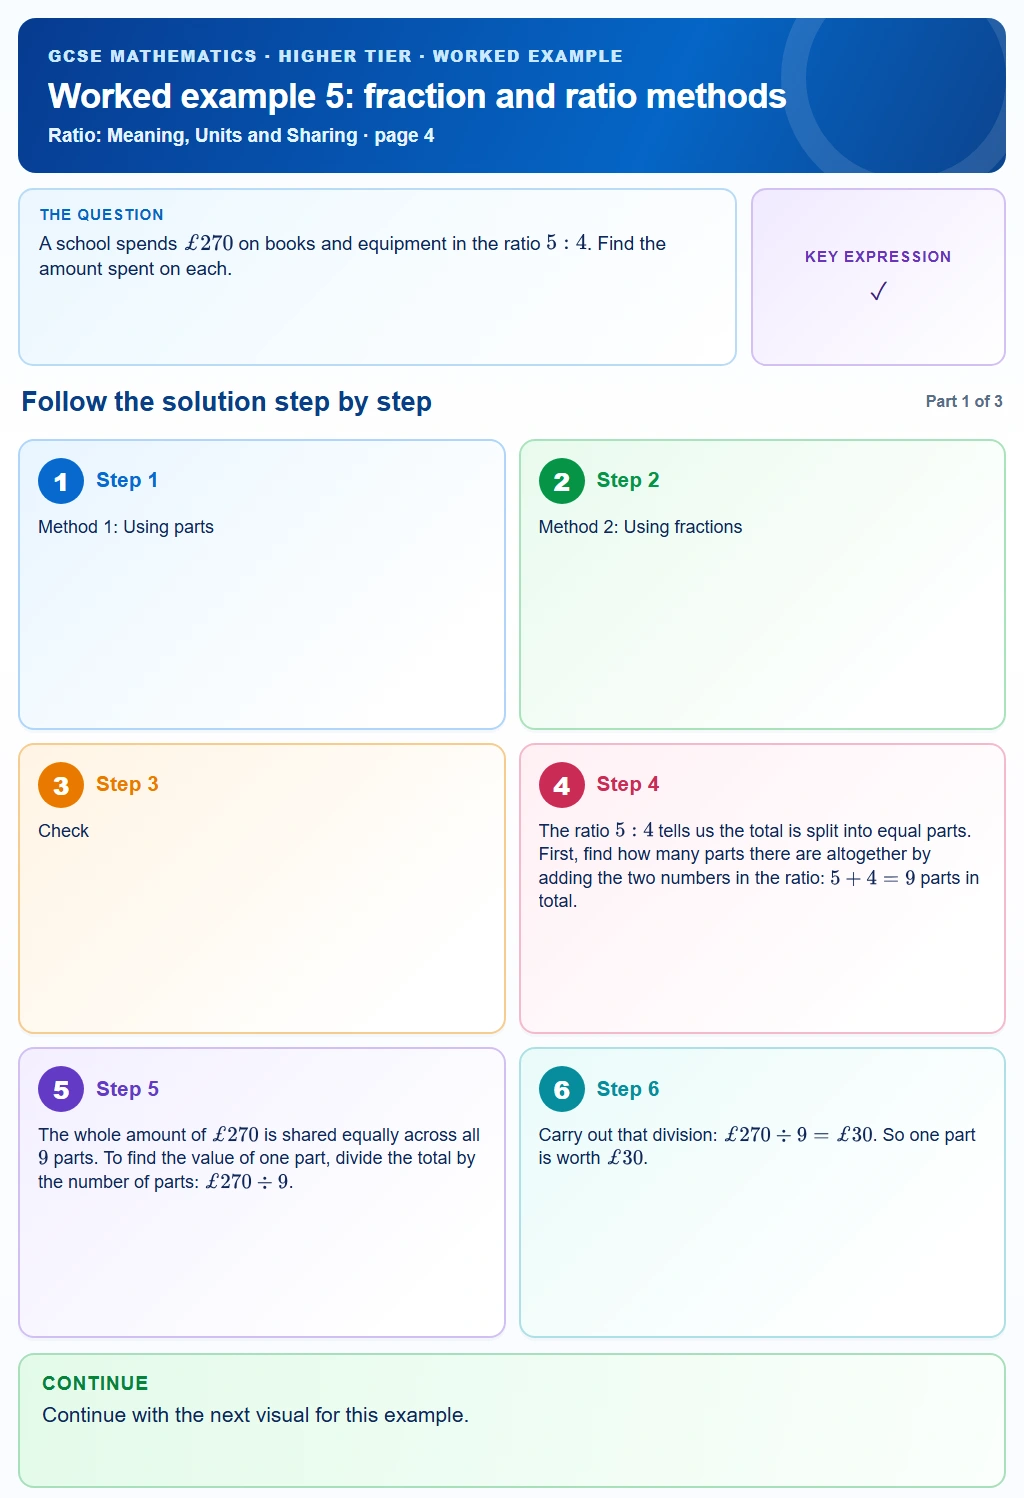 GCSE MATHEMATICS · HIGHER TIER · WORKED EXAMPLE
Worked example 5: fraction and ratio methods
Ratio: Meaning, Units and Sharing · page 4
THE QUESTION
A school spends £270 on books and equipment in the ratio 5 : 4. Find the
amount spent on each.
KEY EXPRESSION
✓
Follow the solution step by step
Part 1 of 3
1 Step 1
Method 1: Using parts
2 Step 2
Method 2: Using fractions
3 Step 3
Check
4 Step 4
The ratio 5 : 4 tells us the total is split into equal parts.
First, find how many parts there are altogether by
adding the two numbers in the ratio: 5 + 4 = 9 parts in
total.
5 Step 5
The whole amount of £270 is shared equally across all
9 parts. To find the value of one part, divide the total by
the number of parts: £270 ÷ 9.
6 Step 6
Carry out that division: £270 ÷ 9 = £30. So one part
is worth £30.
CONTINUE
Continue with the next visual for this example.